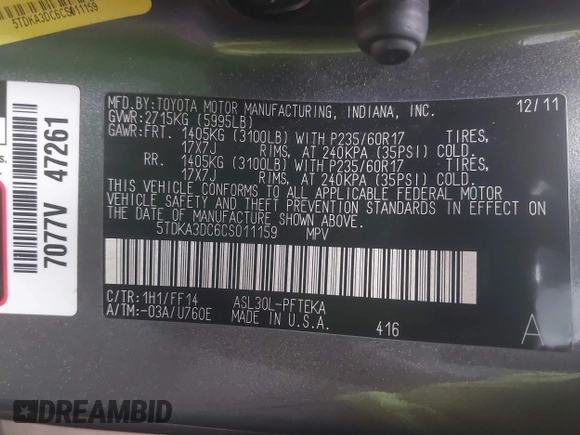 5TDKA3DC6CS011159
MFD.BY:TOYOTA MOTOR MANUFACTURING, INDIANA, INC. 12/11
GVWR:2715KG (5995LB)
GAWR:FRT. 1405KG (3100LB) WITH P235/60R17 TIRES,
17X7J RIMS, AT 240KPA (35PSI) COLD.
RR. 1405KG (3100LB) WITH P235/60R17 TIRES,
17X7J RIMS, AT 240KPA (35PSI) COLD.
THIS VEHICLE CONFORMS TO ALL APPLICABLE FEDERAL MOTOR
VEHICLE SAFETY AND THEFT PREVENTION STANDARDS IN EFFECT ON
THE DATE OF MANUFACTURE SHOWN ABOVE.
5TDKA3DC6CS011159 MPV
C/TR:1H1/FF14 ASL30L-PFTEKA
A/TM:-03A/U760E MADE IN U.S.A. 416 A
7077V 47261
s.
DREAMBID